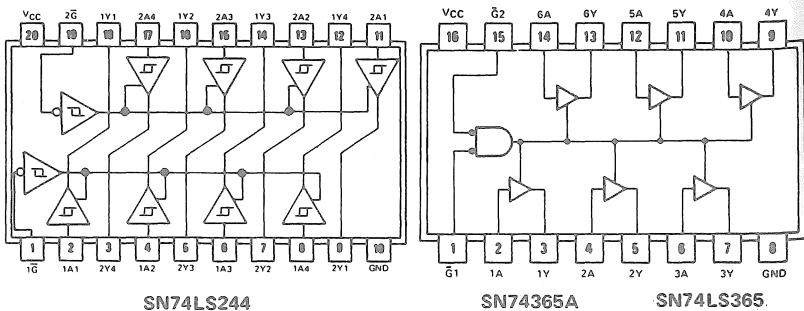 VCC 2G̅ 1Y1 2A4 1Y2 2A3 1Y3 2A2 1Y4 2A1
20 19 18 17 16 15 14 13 12 11
1 2 3 4 5 6 7 8 9 10
1G̅ 1A1 2Y4 1A2 2Y3 1A3 2Y2 1A4 2Y1 GND
SN74LS244
VCC G̅2 6A 6Y 5A 5Y 4A 4Y
16 15 14 13 12 11 10 9
1 2 3 4 5 6 7 8
G̅1 1A 1Y 2A 2Y 3A 3Y GND
SN74365A SN74LS365